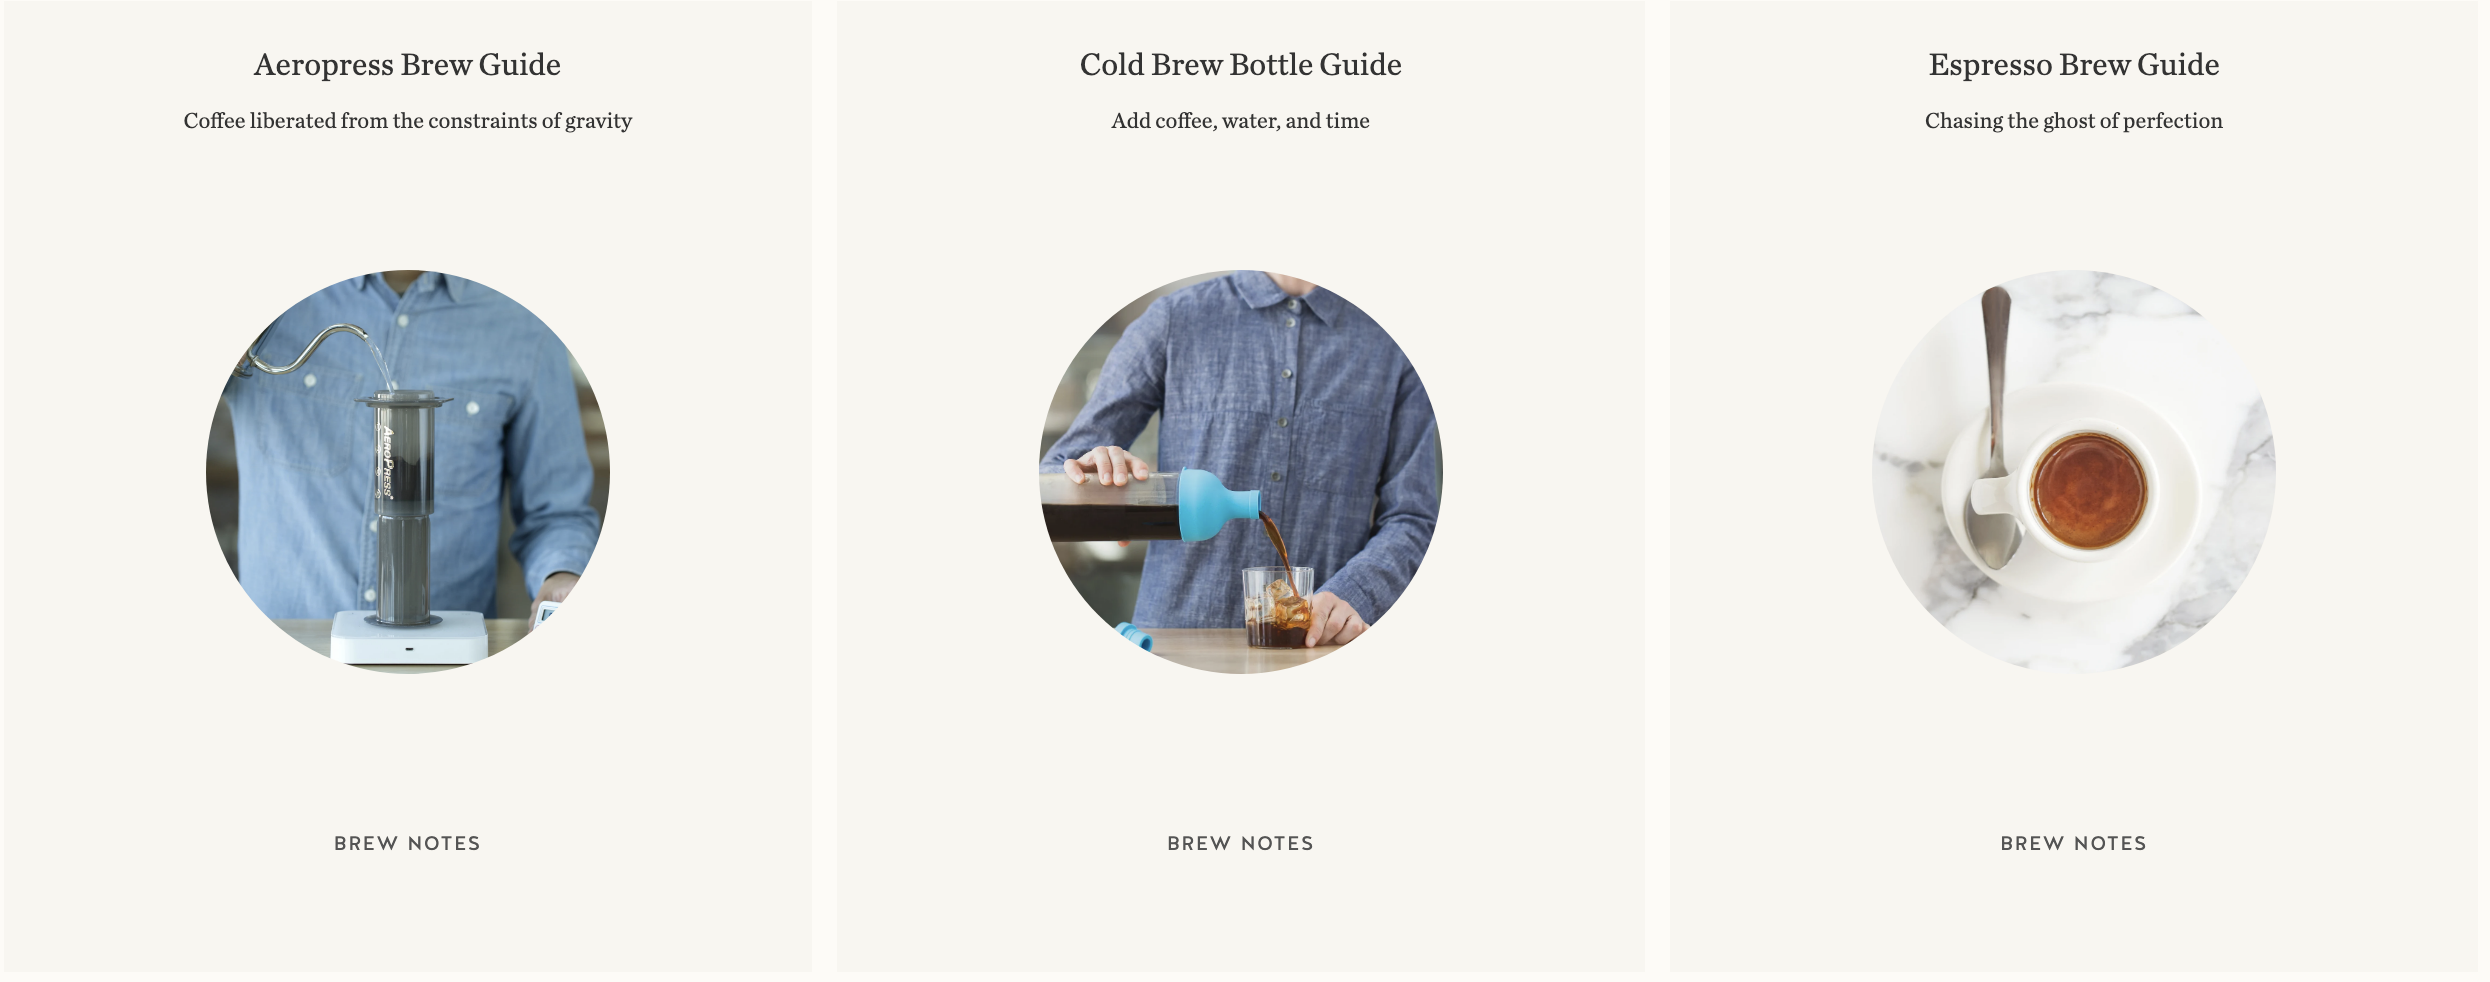 Aeropress Brew Guide
Coffee liberated from the constraints of gravity
AEROPRESS®
BREW NOTES
Cold Brew Bottle Guide
Add coffee, water, and time
BREW NOTES
Espresso Brew Guide
Chasing the ghost of perfection
BREW NOTES